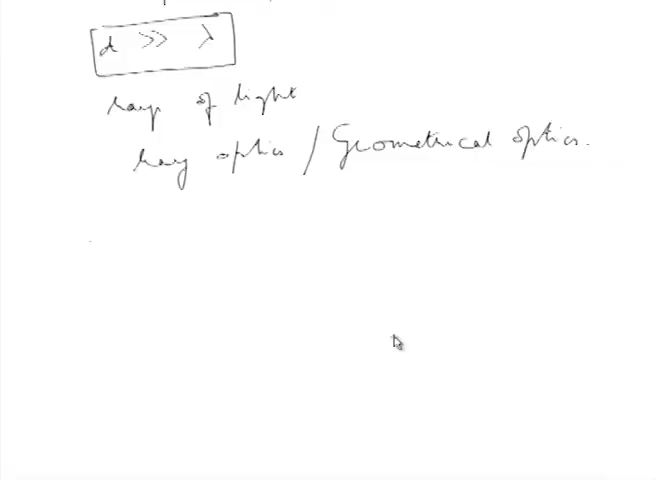 d >> λ
rays of light
ray optics / Geometrical optics.